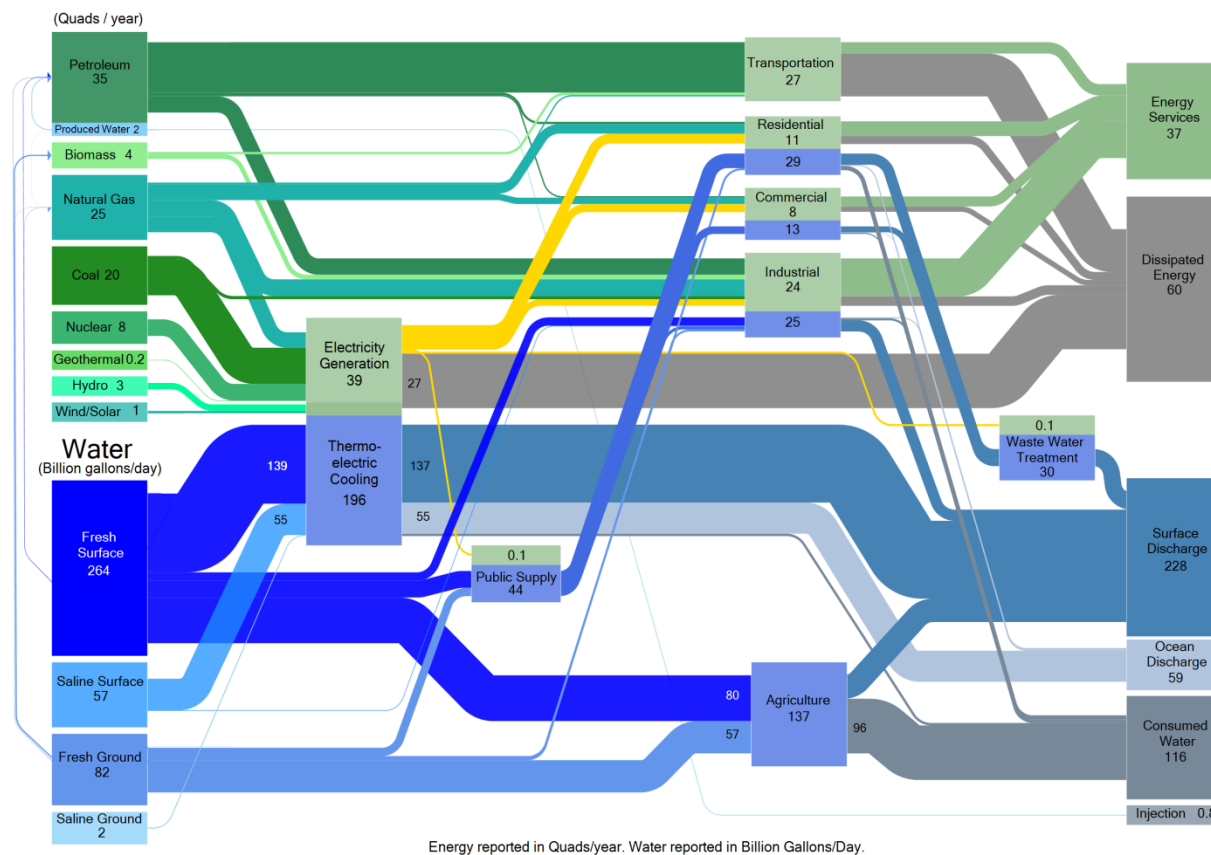 (Quads / year)
Petroleum
35
Produced Water 2
Biomass 4
Natural Gas
25
Coal 20
Nuclear 8
Geothermal 0.2
Hydro 3
Wind/Solar 1
Water
(Billion gallons/day)
Fresh
Surface
264
Saline Surface
57
Fresh Ground
82
Saline Ground
2
139
55
Electricity
Generation
39
27
Thermo-
electric
Cooling
196
137
55
0.1
Public Supply
44
Transportation
27
Residential
11
29
Commercial
8
13
Industrial
24
25
80
57
Agriculture
137
96
0.1
Waste Water
Treatment
30
Energy
Services
37
Dissipated
Energy
60
Surface
Discharge
228
Ocean
Discharge
59
Consumed
Water
116
Injection 0.8
Energy reported in Quads/year. Water reported in Billion Gallons/Day.